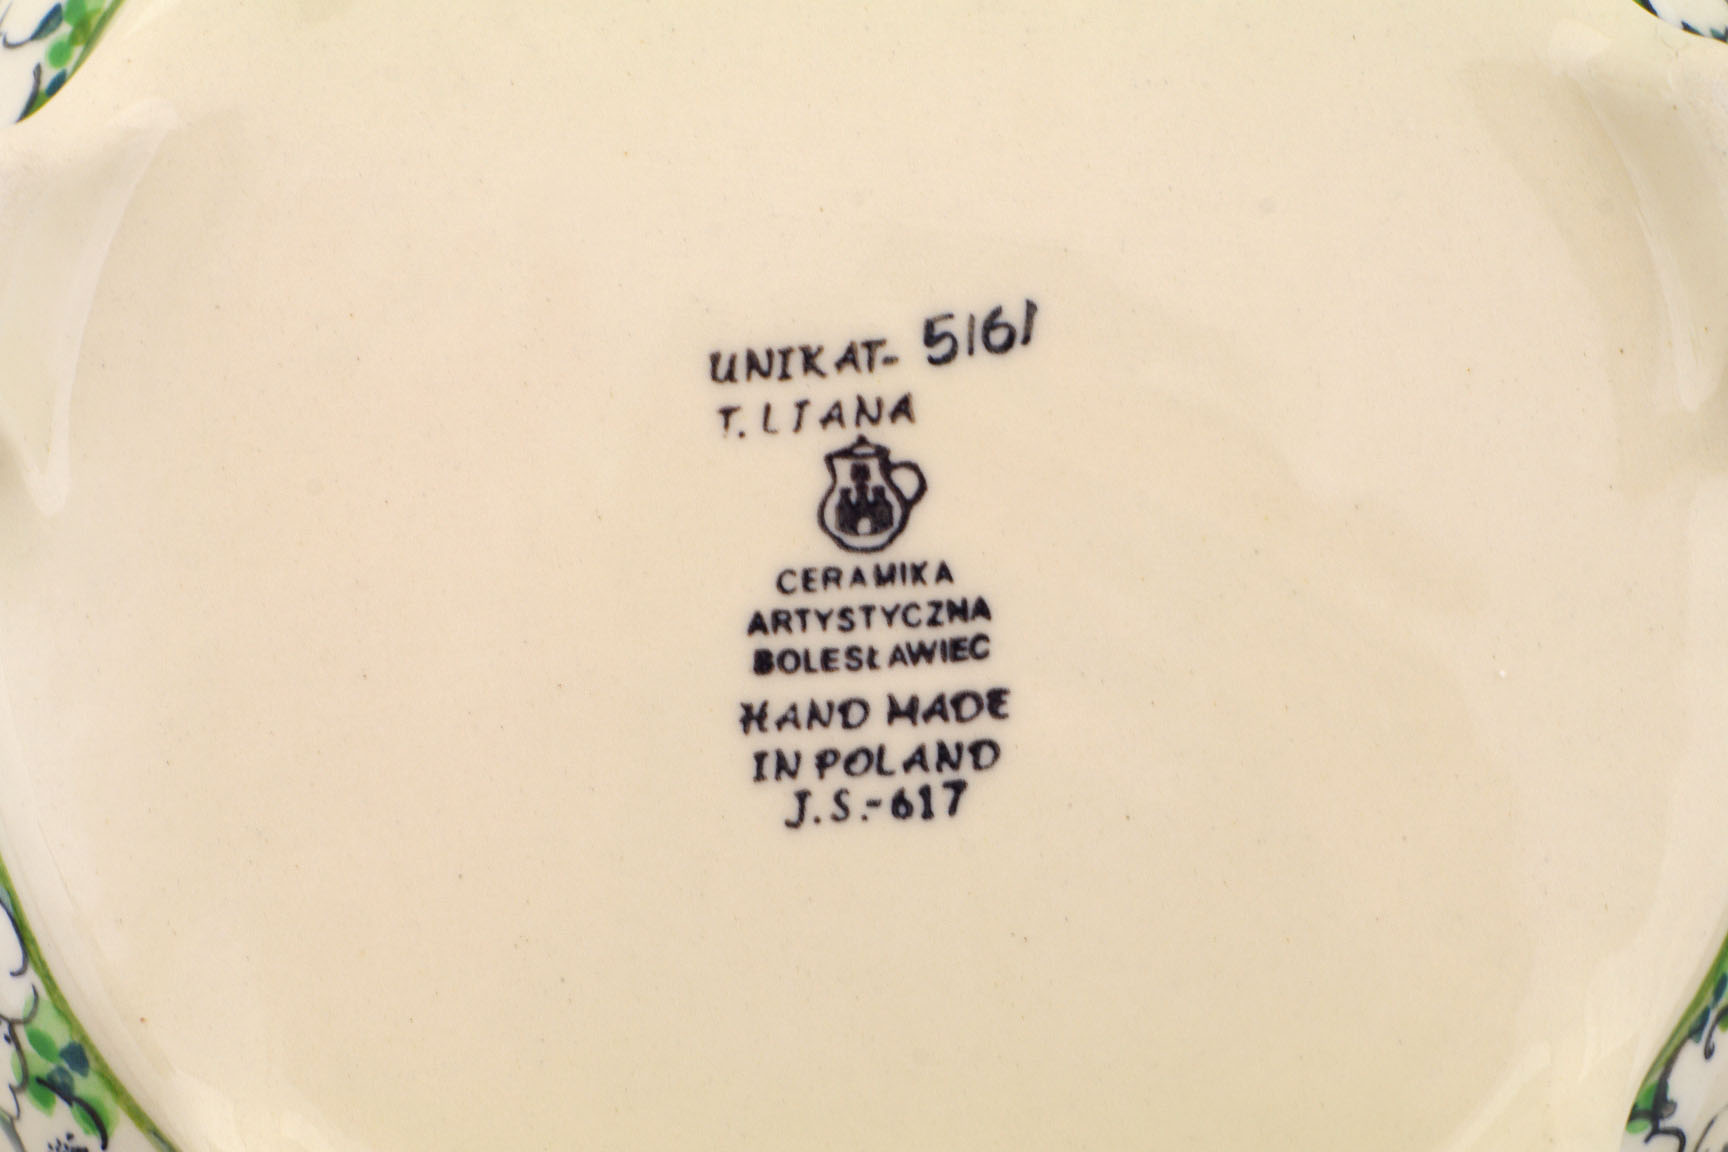 UNIKAT- 5161
T. LIANA
CERAMIKA
ARTYSTYCZNA
BOLESŁAWIEC
HAND MADE
IN POLAND
J.S.-617